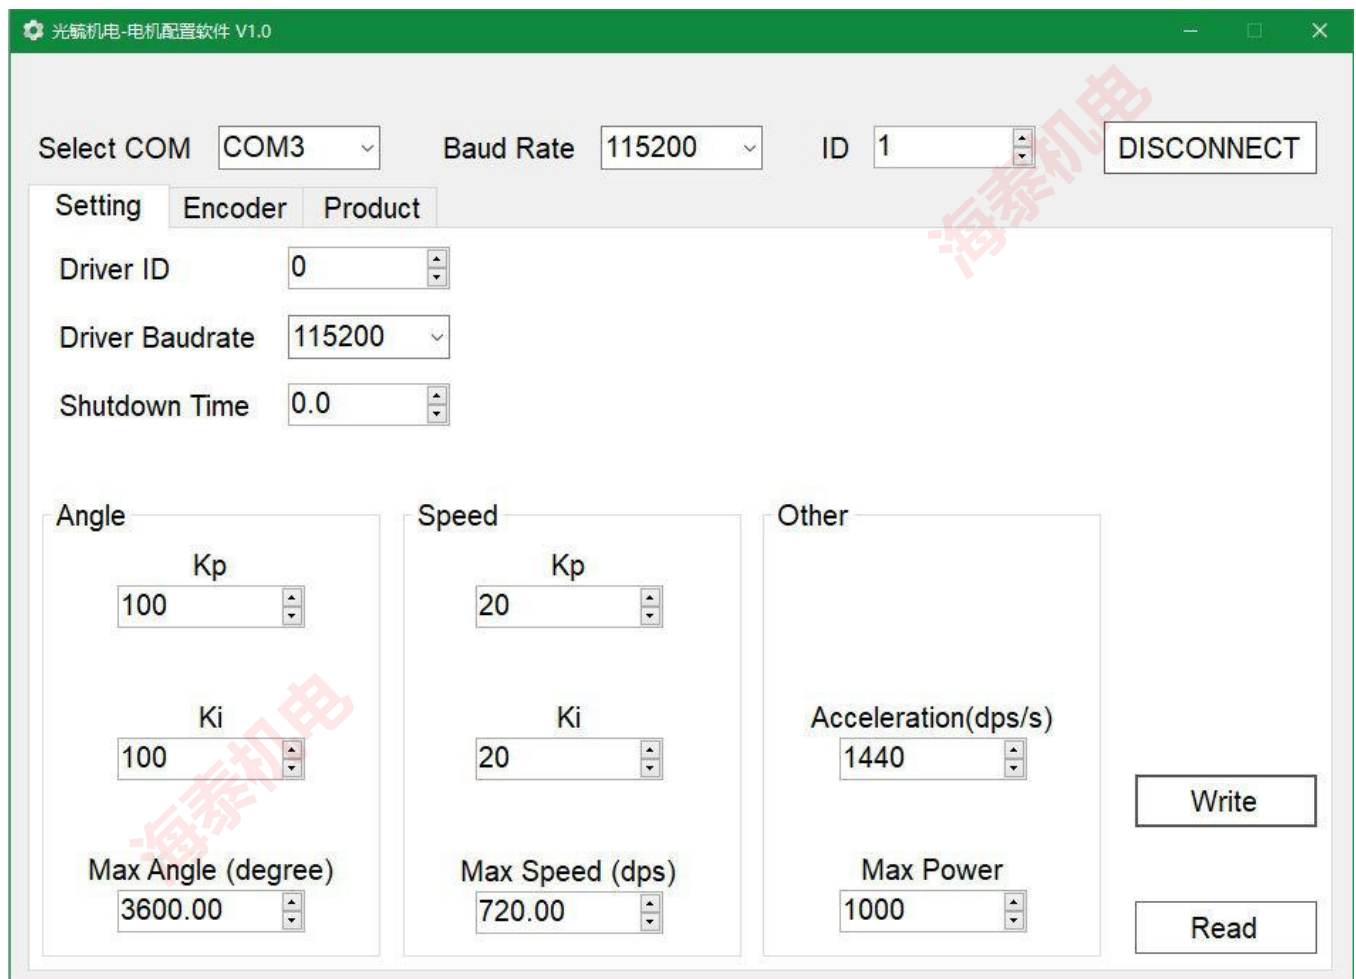 光毓机电-电机配置软件 V1.0
Select COM COM3 Baud Rate 115200 ID 1 DISCONNECT
Setting Encoder Product
Driver ID 0
Driver Baudrate 115200
Shutdown Time 0.0
Angle Speed Other
Kp Kp
100 20
Ki Ki Acceleration(dps/s)
100 20 1440
Write
Max Angle (degree) Max Speed (dps) Max Power
3600.00 720.00 1000
Read
海泰机电
海泰机电